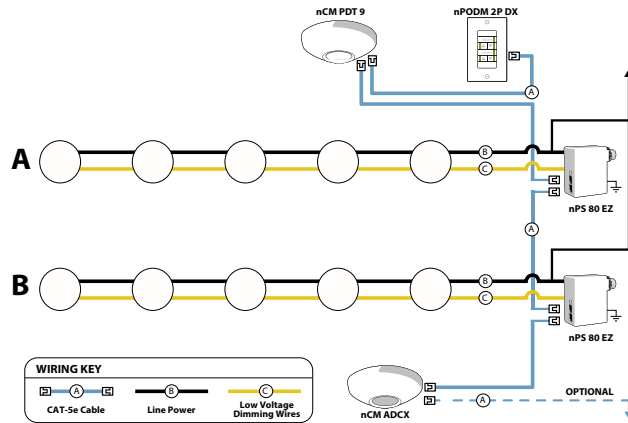 nCM PDT 9
nPODM 2P DX
A
A
B
C
nPS 80 EZ
A
B
B
C
nPS 80 EZ
WIRING KEY
A
B
C
CAT-5e Cable
Line Power
Low Voltage
Dimming Wires
nCM ADCX
A
OPTIONAL